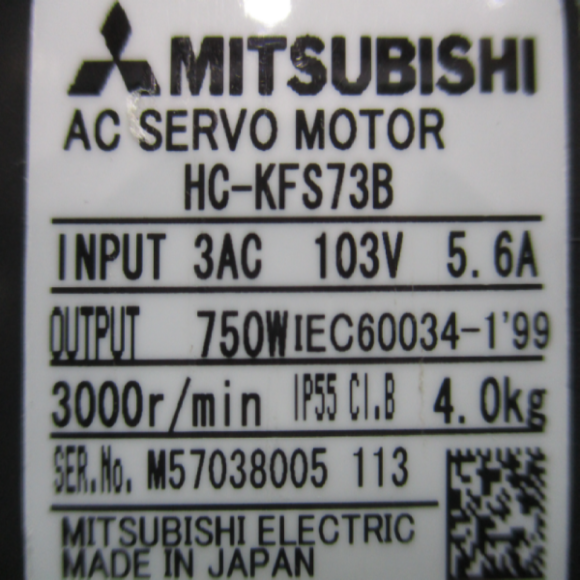 MITSUBISHI
AC SERVO MOTOR
HC-KFS73B
INPUT 3AC 103V 5.6A
OUTPUT 750W IEC60034-1'99
3000r/min IP55 CI.B 4.0kg
SER.No. M57038005 113
MITSUBISHI ELECTRIC
MADE IN JAPAN